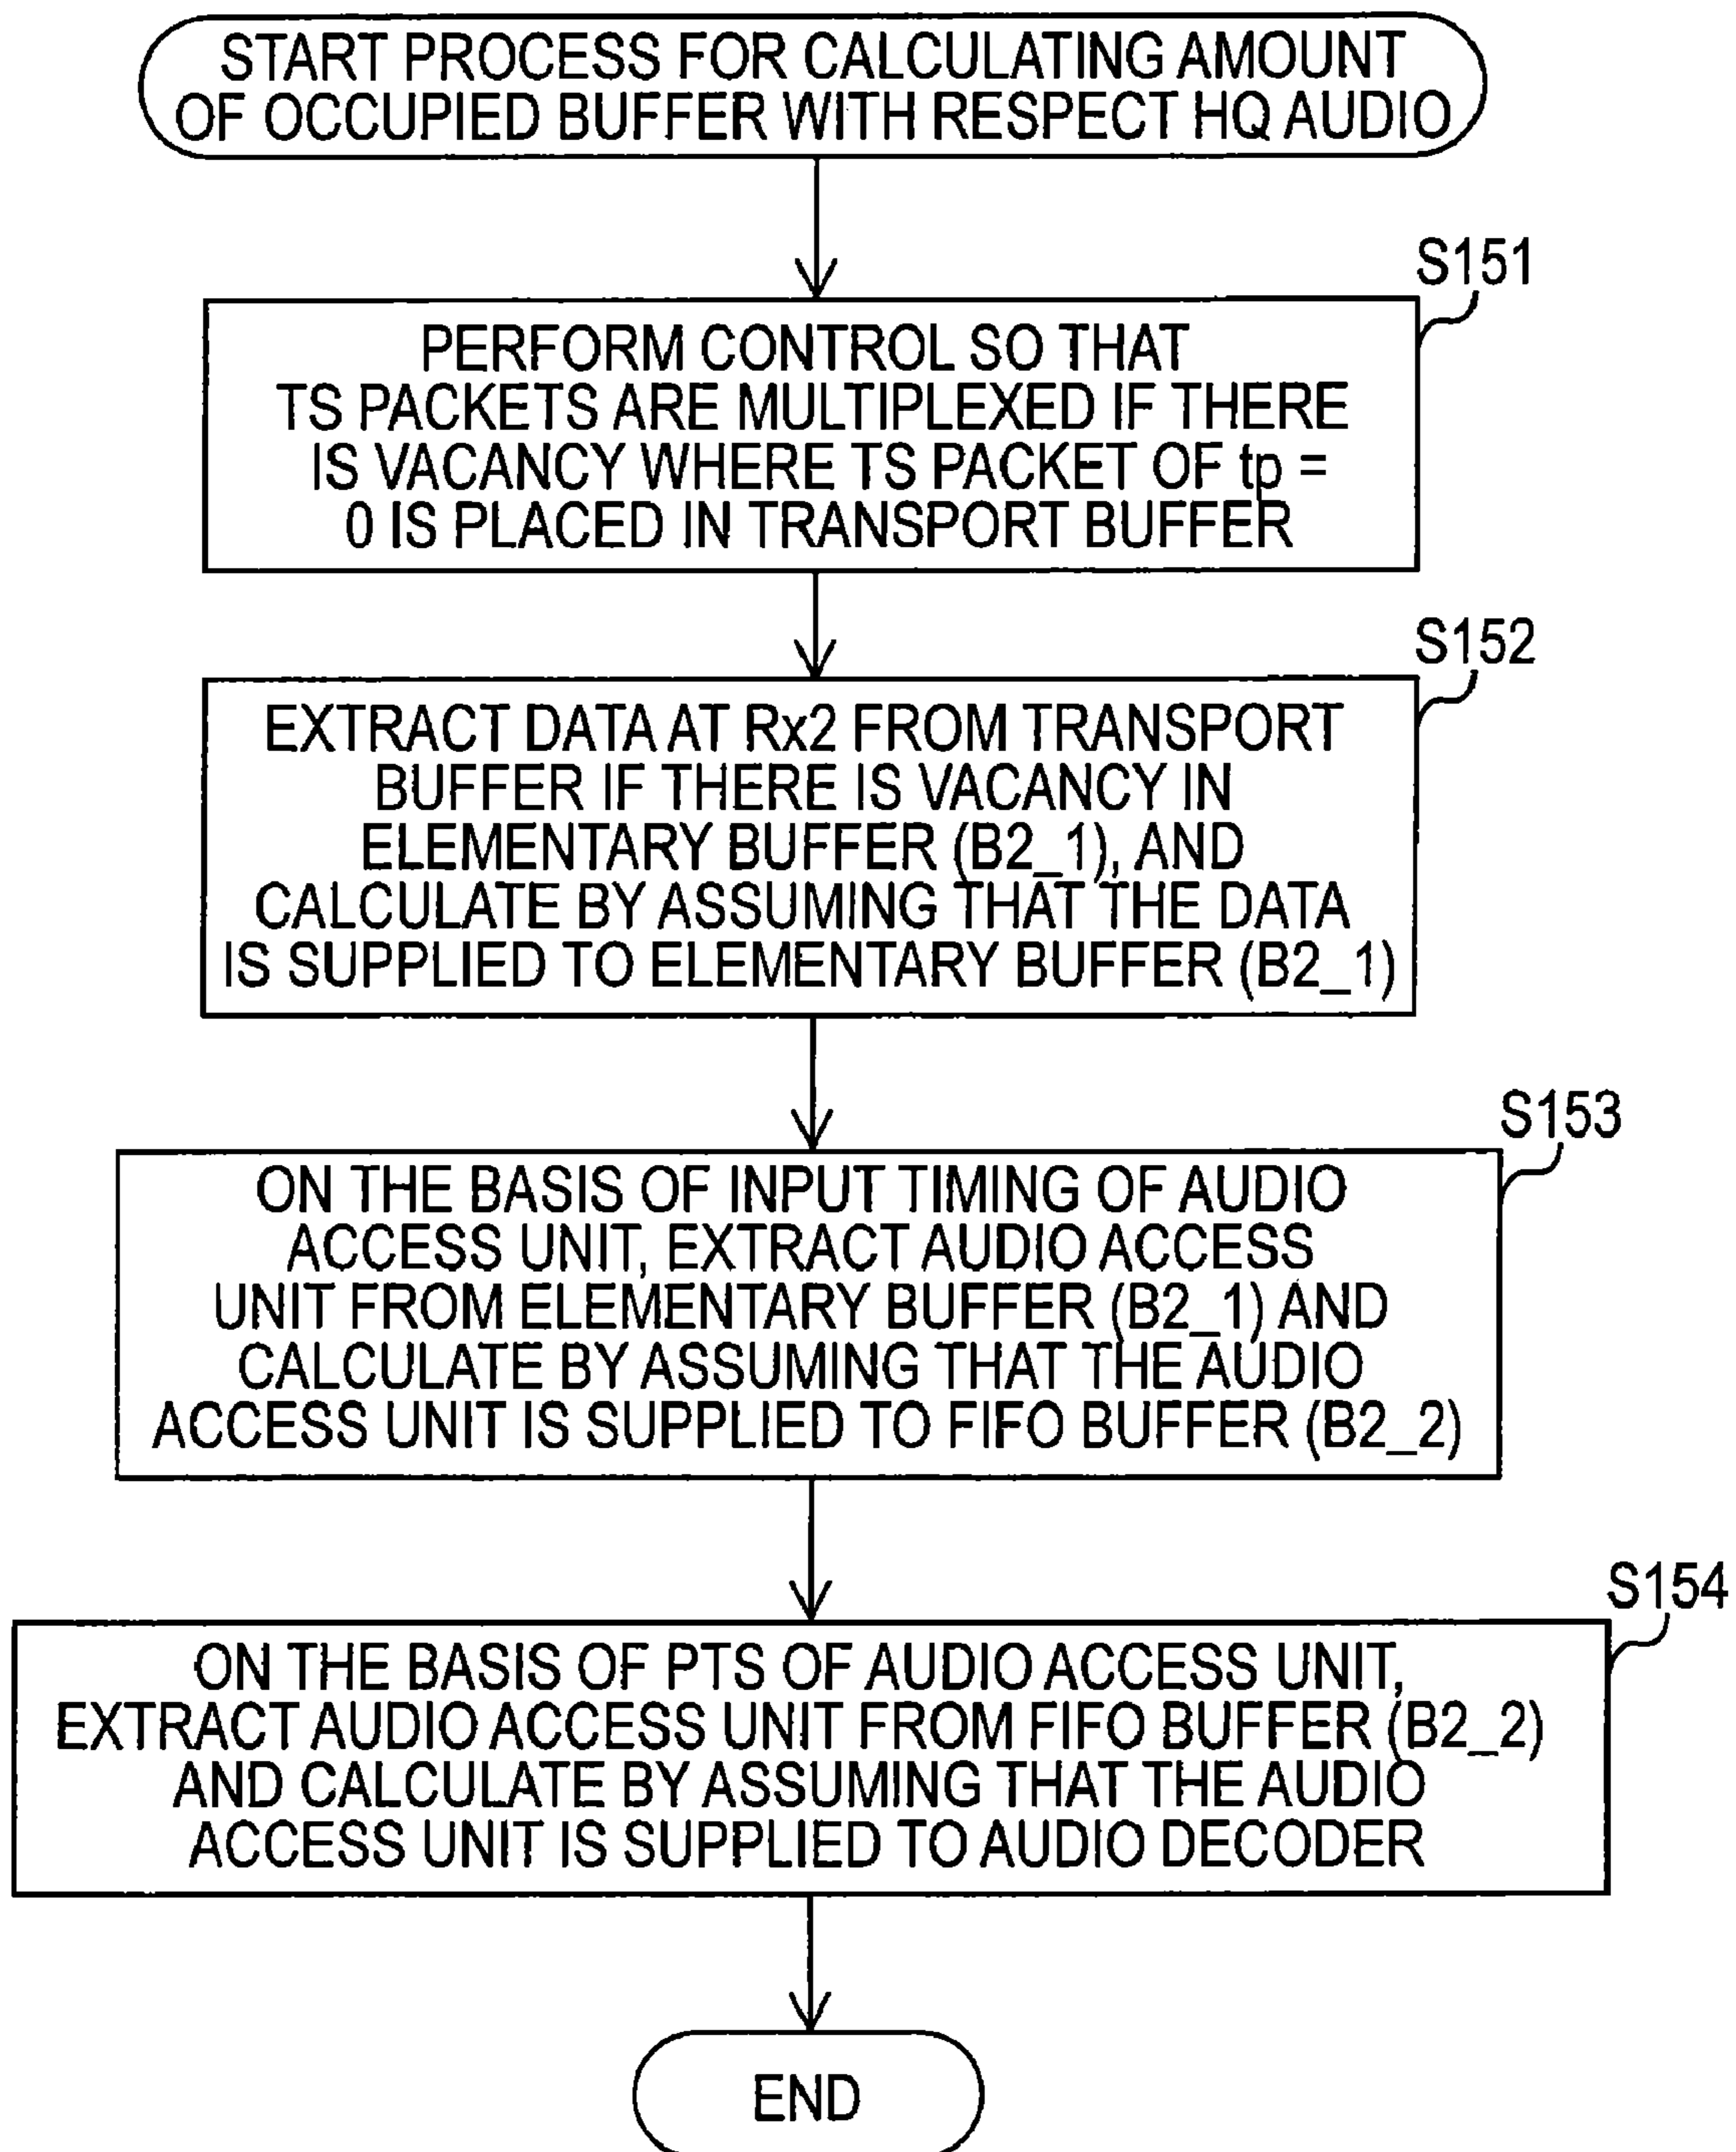 START PROCESS FOR CALCULATING AMOUNT
OF OCCUPIED BUFFER WITH RESPECT HQ AUDIO
S151
PERFORM CONTROL SO THAT
TS PACKETS ARE MULTIPLEXED IF THERE
IS VACANCY WHERE TS PACKET OF tp =
0 IS PLACED IN TRANSPORT BUFFER
S152
EXTRACT DATA AT Rx2 FROM TRANSPORT
BUFFER IF THERE IS VACANCY IN
ELEMENTARY BUFFER (B2_1), AND
CALCULATE BY ASSUMING THAT THE DATA
IS SUPPLIED TO ELEMENTARY BUFFER (B2_1)
S153
ON THE BASIS OF INPUT TIMING OF AUDIO
ACCESS UNIT, EXTRACT AUDIO ACCESS
UNIT FROM ELEMENTARY BUFFER (B2_1) AND
CALCULATE BY ASSUMING THAT THE AUDIO
ACCESS UNIT IS SUPPLIED TO FIFO BUFFER (B2_2)
S154
ON THE BASIS OF PTS OF AUDIO ACCESS UNIT,
EXTRACT AUDIO ACCESS UNIT FROM FIFO BUFFER (B2_2)
AND CALCULATE BY ASSUMING THAT THE AUDIO
ACCESS UNIT IS SUPPLIED TO AUDIO DECODER
END